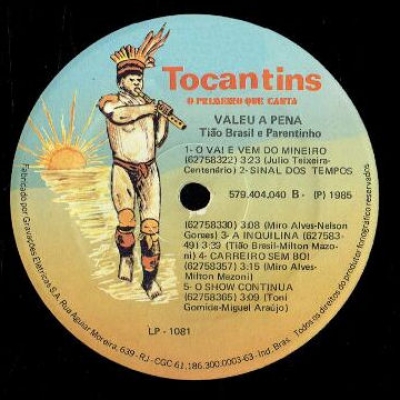 Tocantins
O PRIMEIRO QUE CANTA
VALEU A PENA
Tião Brasil e Parentinho
1- O VAI E VEM DO MINEIRO
(62758322) 3:23 (Julio Teixeira-
Centenário) 2- SINAL DOS TEMPOS
579.404.040 B - (P) 1985
(62758330) 3:08 (Miro Alves-Nelson
Gomes) 3- A INQUILINA (627583-
49) 3:39 (Tião Brasil-Milton Mazo-
ni) 4- CARREIRO SEM BOI
(62758357) 3:15 (Miro Alves-
Milton Mazoni)
5- O SHOW CONTINUA
(62758365) 3:09 (Toni
Gomide-Miguel Araújo)
LP - 1081
Fabricado por Gravações Elétricas S.A. Rua Aguiar Moreira, 639 - RJ - CGC 61.186.300.0003-63 - Ind. Bras. Todos os direitos do produtor fonográfico reservados